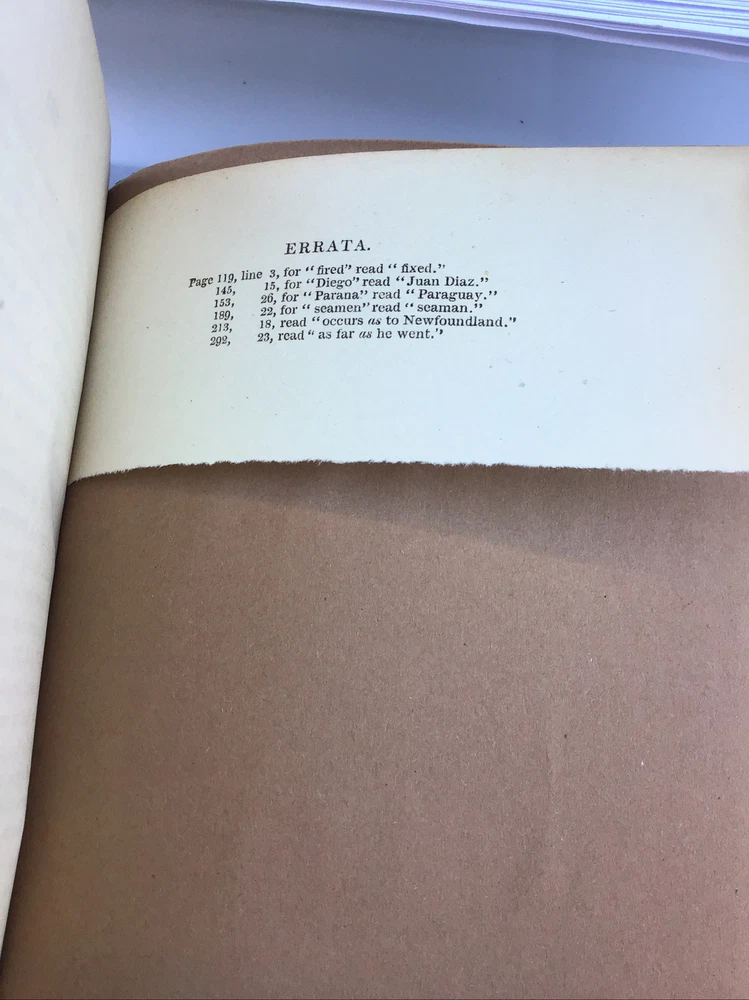 ERRATA.
Page 119, line 3, for "fired" read "fixed."
145, 15, for "Diego" read "Juan Diaz."
153, 26, for "Parana" read "Paraguay."
189, 22, for "seamen" read "seaman."
213, 18, read "occurs as to Newfoundland."
292, 23, read "as far as he went."